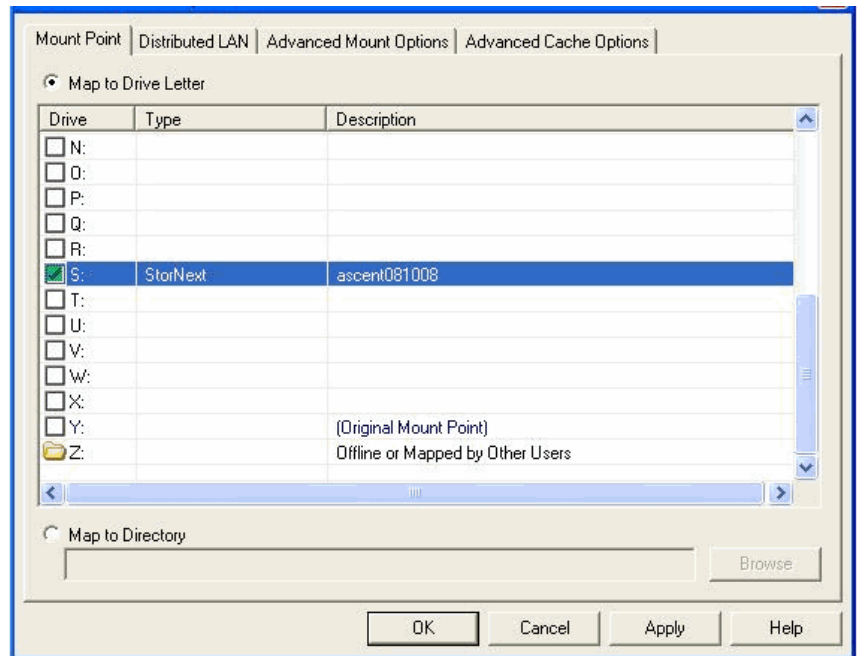 Mount Point Distributed LAN Advanced Mount Options Advanced Cache Options
Map to Drive Letter
Drive Type Description
N:
O:
P:
Q:
R:
S: StorNext ascent081008
T:
U:
V:
W:
X:
Y: (Original Mount Point)
Z: Offline or Mapped by Other Users
Map to Directory
Browse
OK Cancel Apply Help